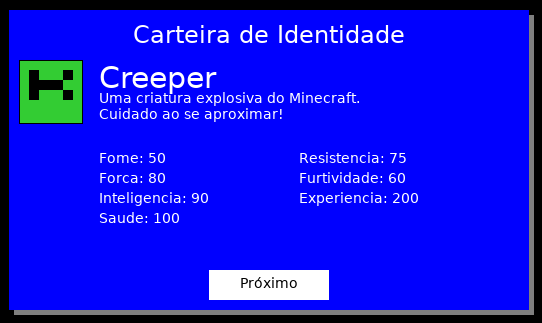 Carteira de Identidade
Creeper
Uma criatura explosiva do Minecraft.
Cuidado ao se aproximar!
Fome: 50
Resistencia: 75
Forca: 80
Furtividade: 60
Inteligencia: 90
Experiencia: 200
Saude: 100
Próximo